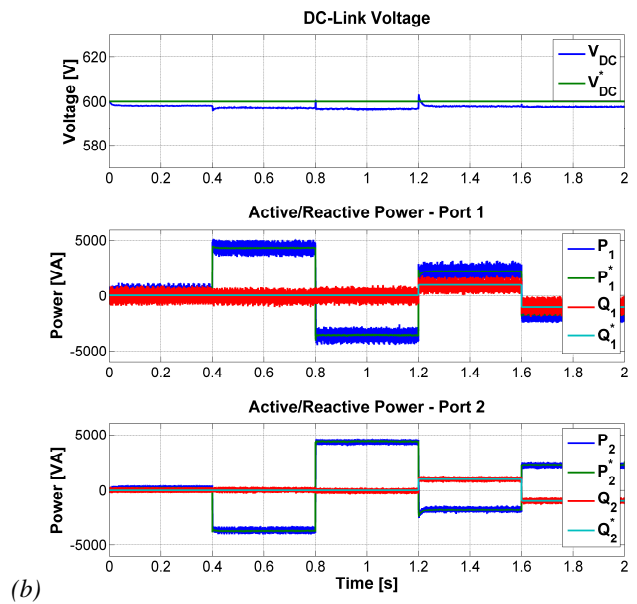 DC-Link Voltage
Voltage [V]
620
600
580
0 0.2 0.4 0.6 0.8 1 1.2 1.4 1.6 1.8 2
V_DC
V*_DC
Active/Reactive Power - Port 1
Power [VA]
5000
0
-5000
0 0.2 0.4 0.6 0.8 1 1.2 1.4 1.6 1.8 2
P_1
P*_1
Q_1
Q*_1
Active/Reactive Power - Port 2
Power [VA]
5000
0
-5000
0 0.2 0.4 0.6 0.8 1 1.2 1.4 1.6 1.8 2
P_2
P*_2
Q_2
Q*_2
Time [s]
(b)